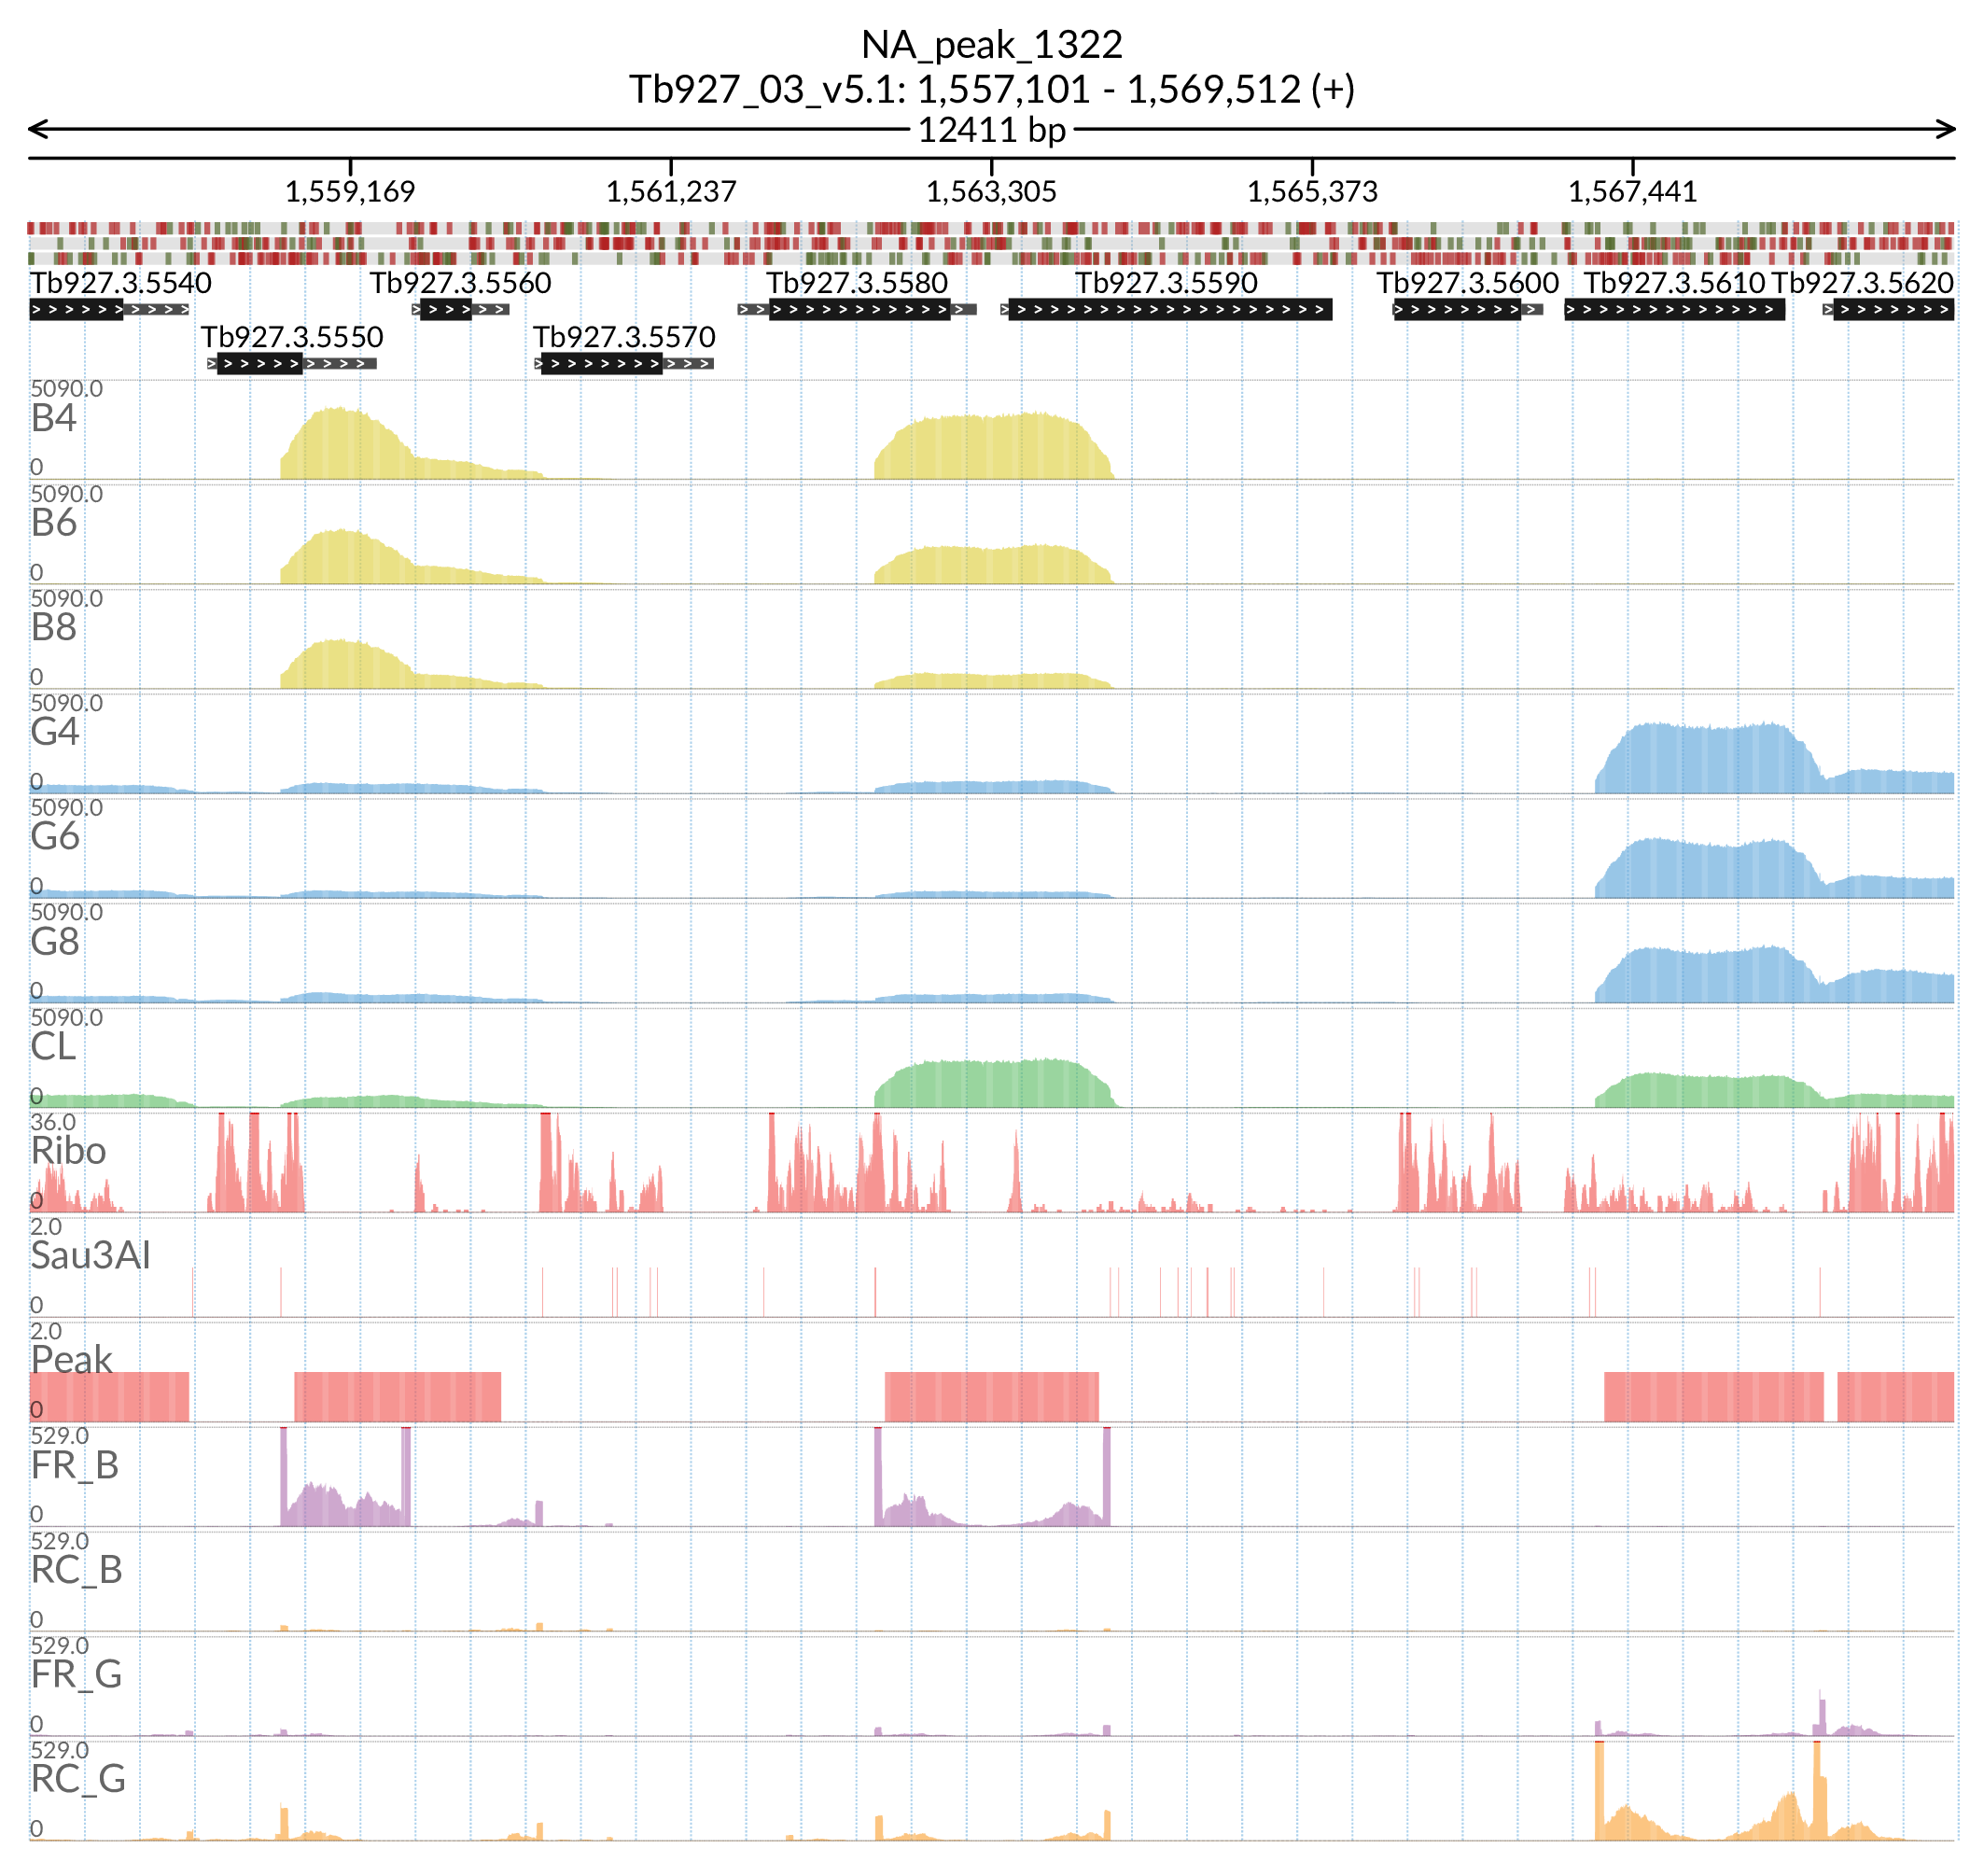 NA_peak_1322
Tb927_03_v5.1: 1,557,101 - 1,569,512 (+)
12411 bp
1,559,169 1,561,237 1,563,305 1,565,373 1,567,441
Tb927.3.5540 Tb927.3.5560 Tb927.3.5580 Tb927.3.5590 Tb927.3.5600 Tb927.3.5610 Tb927.3.5620
Tb927.3.5550 Tb927.3.5570
5090.0
B4
0
5090.0
B6
0
5090.0
B8
0
5090.0
G4
0
5090.0
G6
0
5090.0
G8
0
5090.0
CL
0
36.0
Ribo
0
2.0
Sau3AI
0
2.0
Peak
0
529.0
FR_B
0
529.0
RC_B
0
529.0
FR_G
0
529.0
RC_G
0